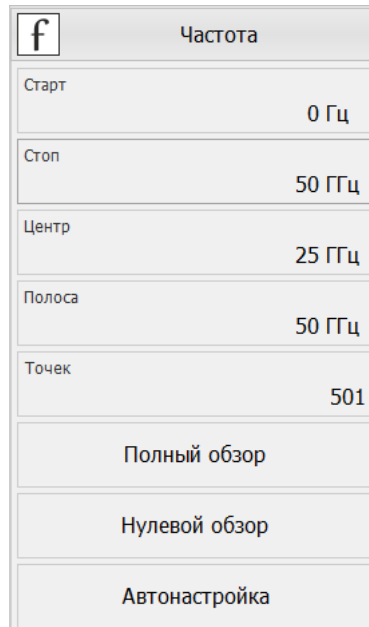 f Частота
Старт
0 Гц
Стоп
50 ГГц
Центр
25 ГГц
Полоса
50 ГГц
Точек
501
Полный обзор
Нулевой обзор
Автонастройка